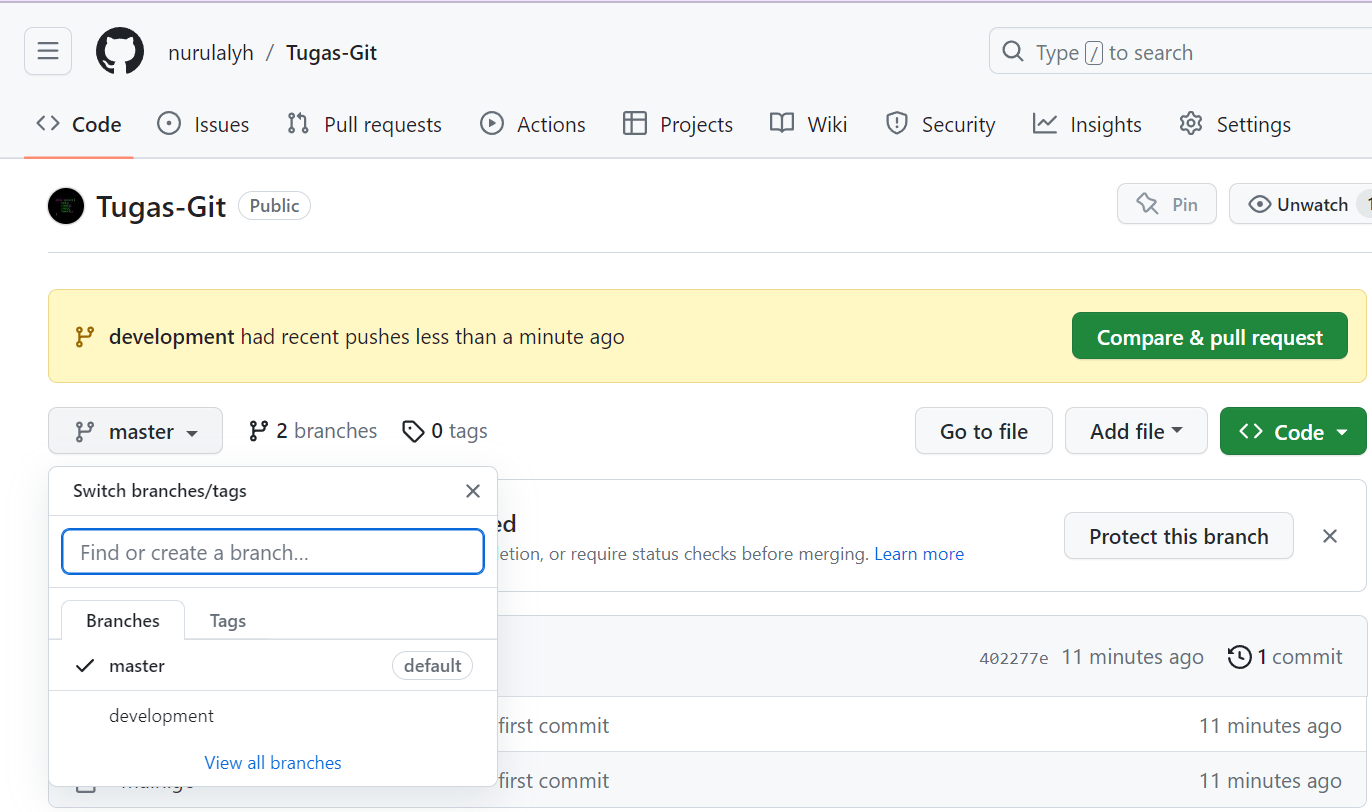 nurulalyh / Tugas-Git
Type / to search
Code Issues Pull requests Actions Projects Wiki Security Insights Settings
Tugas-Git Public
Pin Unwatch 1
development had recent pushes less than a minute ago
Compare & pull request
master 2 branches 0 tags
Go to file Add file Code
Switch branches/tags
Find or create a branch...
Branches Tags
master default
development
View all branches
Protect this branch
or require status checks before merging. Learn more
402277e 11 minutes ago 1 commit
first commit 11 minutes ago
first commit 11 minutes ago